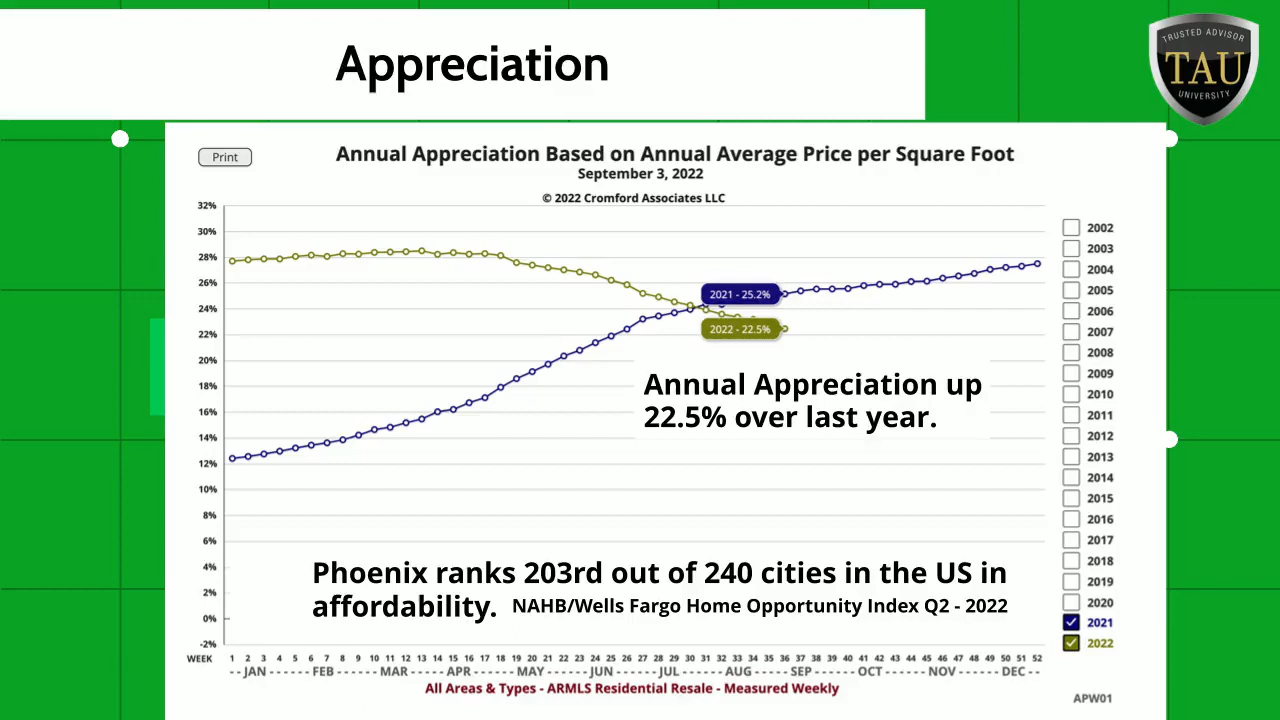 Appreciation
TRUSTED ADVISOR
TAU
UNIVERSITY
Print
Annual Appreciation Based on Annual Average Price per Square Foot
September 3, 2022
© 2022 Cromford Associates LLC
32%
30%
28%
26%
24%
22%
20%
18%
16%
14%
12%
10%
8%
6%
4%
2%
0%
-2%
2021 - 25.2%
2022 - 22.5%
Annual Appreciation up
22.5% over last year.
Phoenix ranks 203rd out of 240 cities in the US in
affordability. NAHB/Wells Fargo Home Opportunity Index Q2 - 2022
2002
2003
2004
2005
2006
2007
2008
2009
2010
2011
2012
2013
2014
2015
2016
2017
2018
2019
2020
2021
2022
WEEK 1 2 3 4 5 6 7 8 9 10 11 12 13 14 15 16 17 18 19 20 21 22 23 24 25 26 27 28 29 30 31 32 33 34 35 36 37 38 39 40 41 42 43 44 45 46 47 48 49 50 51 52
- - JAN - - - - - - FEB - - - - - - MAR - - - - - - APR - - - - - - MAY - - - - - - JUN - - - - - - JUL - - - - - - AUG - - - - - - SEP - - - - - - OCT - - - - - - NOV - - - - - - DEC - -
All Areas & Types - ARMLS Residential Resale - Measured Weekly
APW01